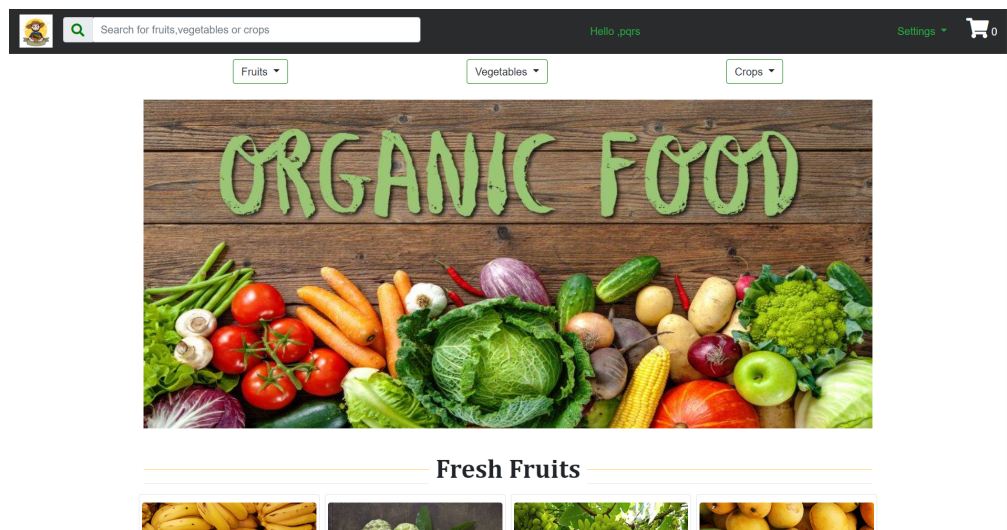 Search for fruits,vegetables or crops
Hello ,pqrs
Settings
0
Fruits
Vegetables
Crops
ORGANIC FOOD
Fresh Fruits